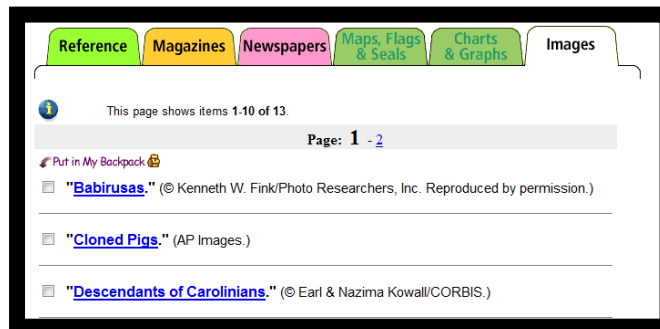 Reference Magazines Newspapers Maps, Flags & Seals Charts & Graphs Images
This page shows items 1-10 of 13.
Page: 1 - 2
Put in My Backpack
"Babirusas." (© Kenneth W. Fink/Photo Researchers, Inc. Reproduced by permission.)
"Cloned Pigs." (AP Images.)
"Descendants of Carolinians." (© Earl & Nazima Kowall/CORBIS.)